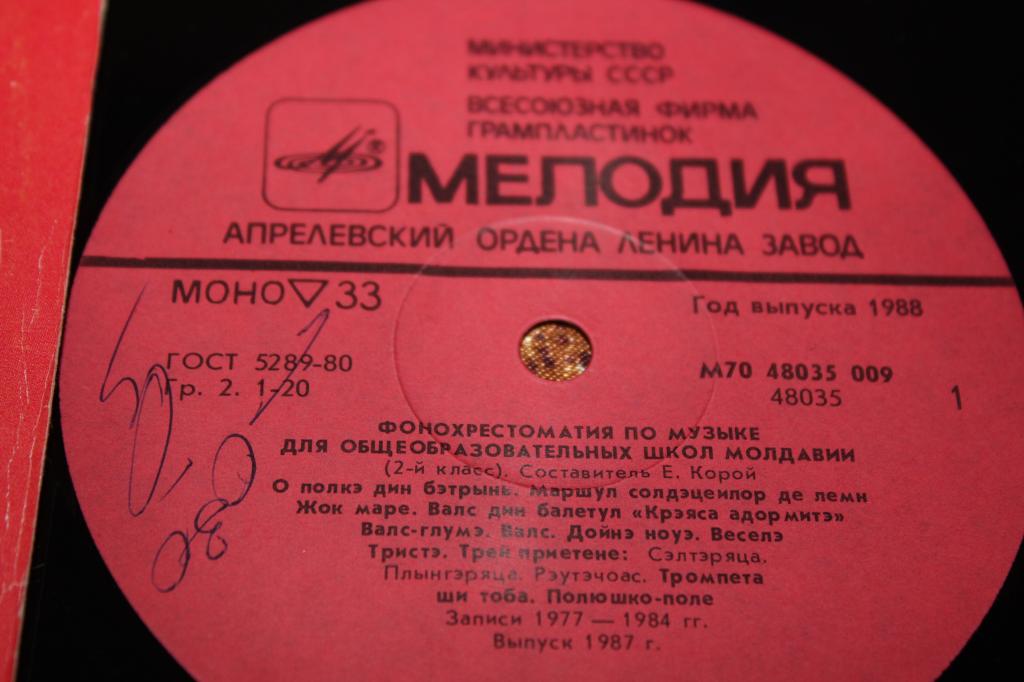 МИНИСТЕРСТВО
КУЛЬТУРЫ СССР
ВСЕСОЮЗНАЯ ФИРМА
ГРАМПЛАСТИНОК
®
МЕЛОДИЯ
АПРЕЛЕВСКИЙ ОРДЕНА ЛЕНИНА ЗАВОД
МОНО 33
Год выпуска 1988
ГОСТ 5289-80
Гр. 2. 1-20
М70 48035 009
48035
1
ФОНОХРЕСТОМАТИЯ ПО МУЗЫКЕ
ДЛЯ ОБЩЕОБРАЗОВАТЕЛЬНЫХ ШКОЛ МОЛДАВИИ
(2-й класс). Составитель Е. Корой
О полкэ дин бэтрынь. Маршул солдэцеилор де лемн
Жок маре. Валс дин балетул «Крэяса адормитэ»
Валс-глумэ. Валс. Дойнэ ноуэ. Веселэ
Тристэ. Трей приетене: Сэлтэряца,
Плынгэряца. Рэутэчоас. Тромпета
ши тоба. Полюшко-поле
Записи 1977 — 1984 гг.
Выпуск 1987 г.